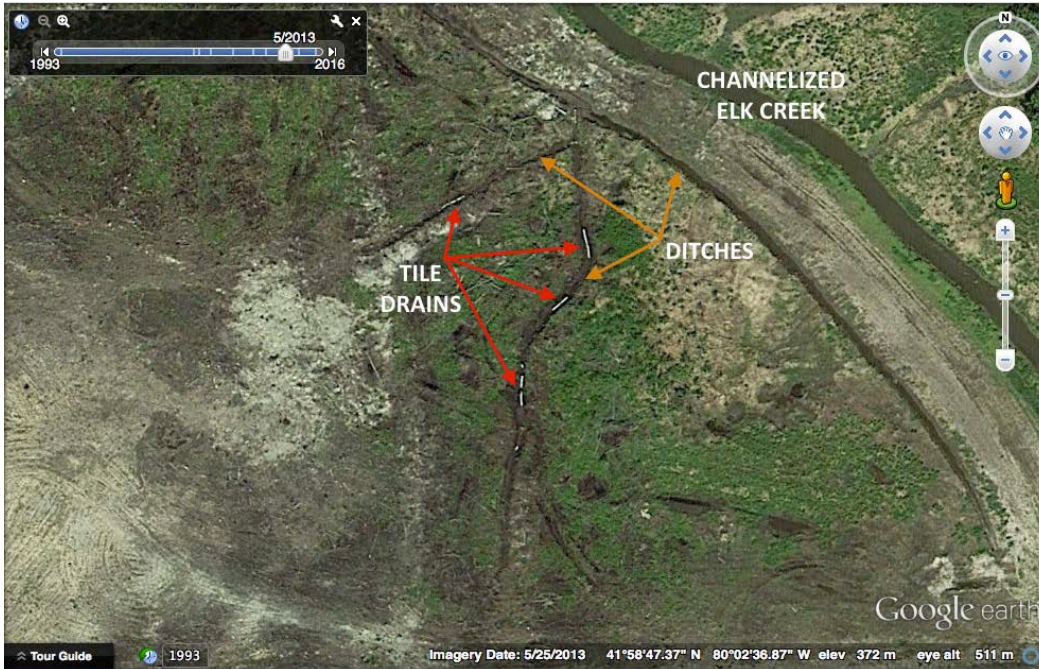 5/2013
1993
2016
N
CHANNELIZED
ELK CREEK
DITCHES
TILE
DRAINS
Google earth
Tour Guide
1993
Imagery Date: 5/25/2013 41°58'47.37" N 80°02'36.87" W elev 372 m eye alt 511 m